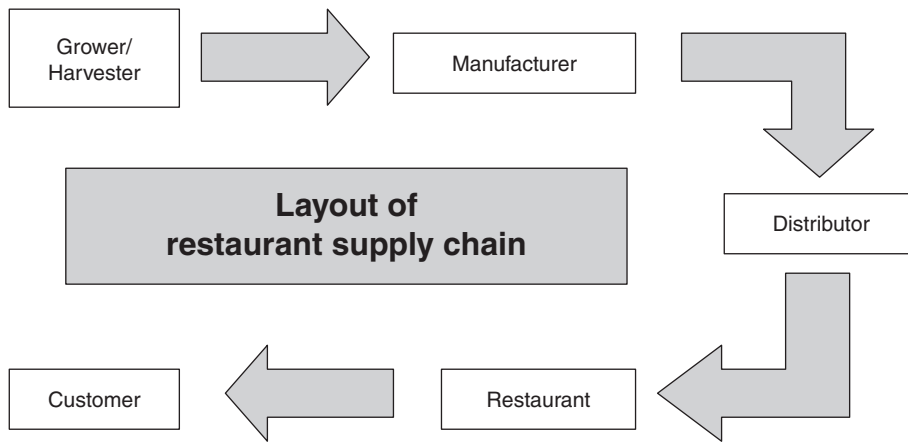 Grower/
Harvester
Manufacturer
Layout of
restaurant supply chain
Distributor
Customer
Restaurant